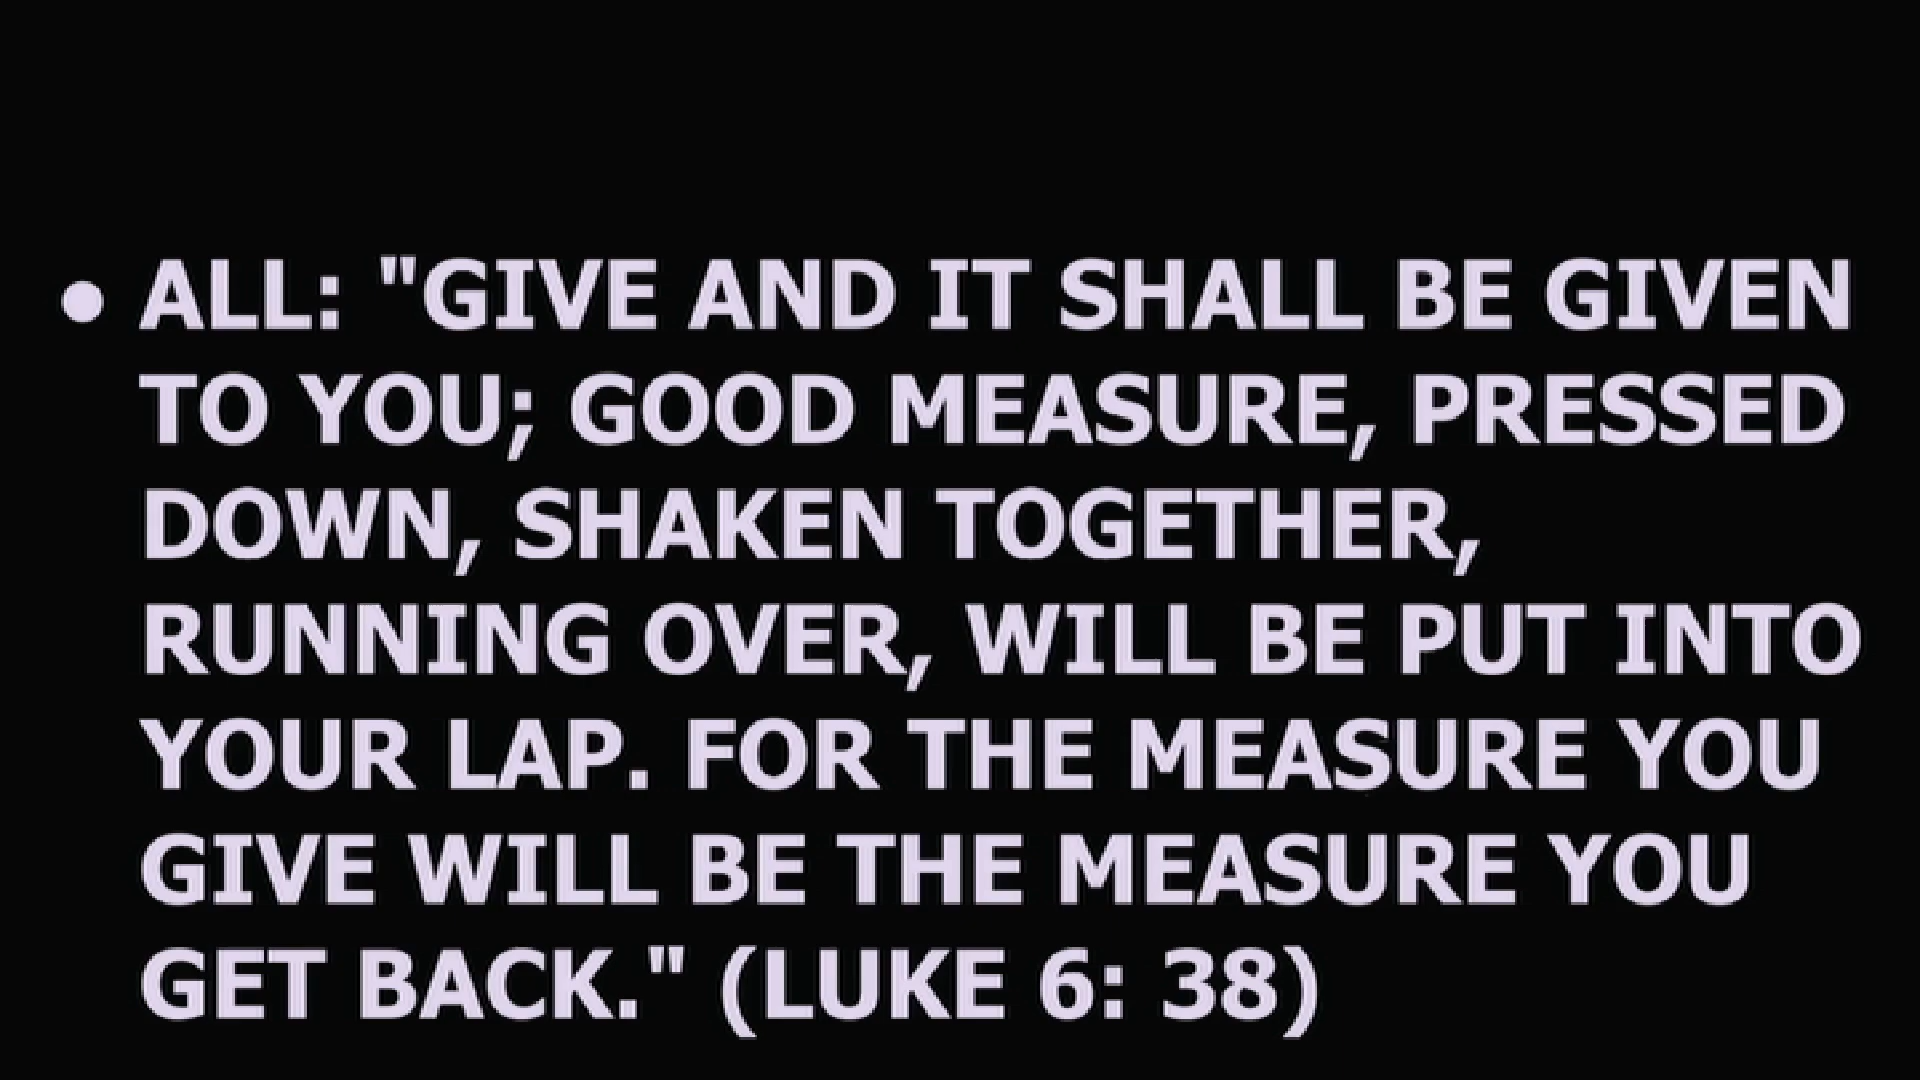 • ALL: "GIVE AND IT SHALL BE GIVEN
TO YOU; GOOD MEASURE, PRESSED
DOWN, SHAKEN TOGETHER,
RUNNING OVER, WILL BE PUT INTO
YOUR LAP. FOR THE MEASURE YOU
GIVE WILL BE THE MEASURE YOU
GET BACK." (LUKE 6: 38)